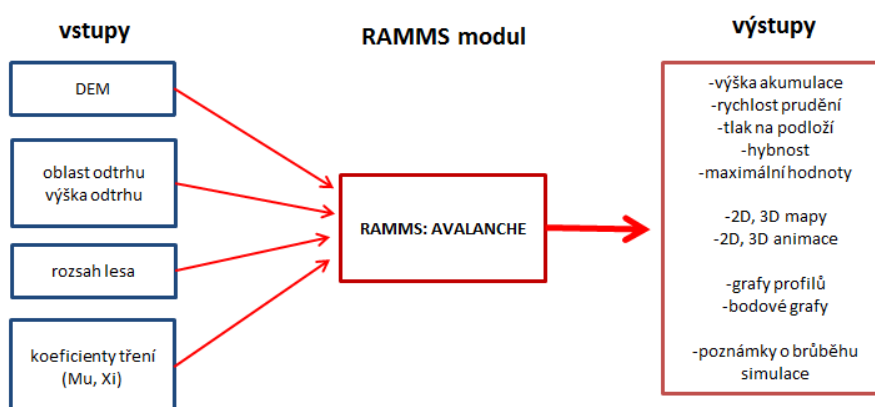 vstupy
RAMMS modul
výstupy
DEM
oblast odtrhu
výška odtrhu
rozsah lesa
koeficienty tření
(Mu, Xi)
RAMMS: AVALANCHE
-výška akumulace
-rychlost prudění
-tlak na podloží
-hybnost
-maximální hodnoty
-2D, 3D mapy
-2D, 3D animace
-grafy profilů
-bodové grafy
-poznámky o brůběhu
simulace